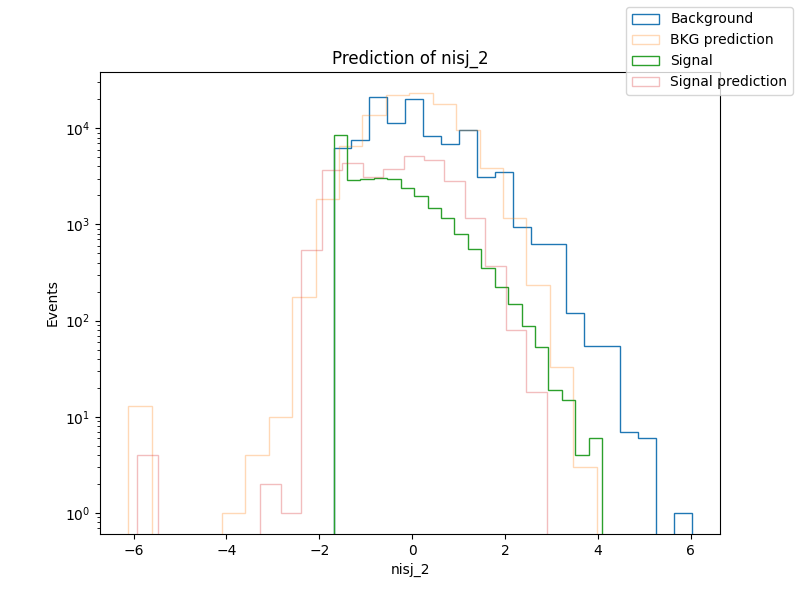 Prediction of nisj_2
Background
BKG prediction
Signal
Signal prediction
Events
10⁴
10³
10²
10¹
10⁰
−6
−4
−2
0
2
4
6
nisj_2